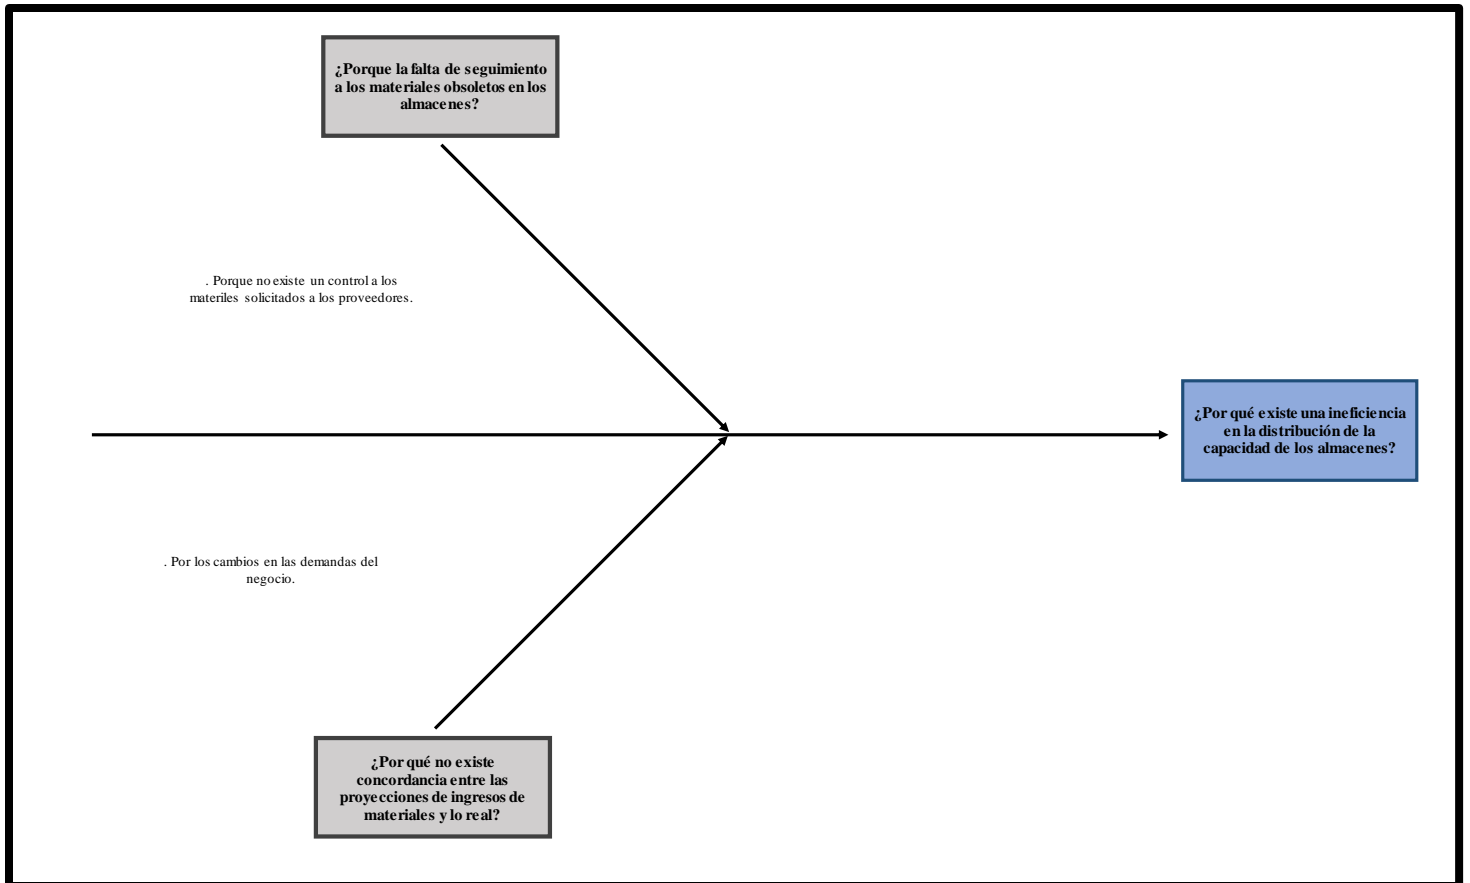 ¿Porque la falta de seguimiento
a los materiales obsoletos en los
almacenes?
. Porque no existe un control a los
materiles solicitados a los proveedores.
¿Por qué existe una ineficiencia
en la distribución de la
capacidad de los almacenes?
. Por los cambios en las demandas del
negocio.
¿Por qué no existe
concordancia entre las
proyecciones de ingresos de
materiales y lo real?